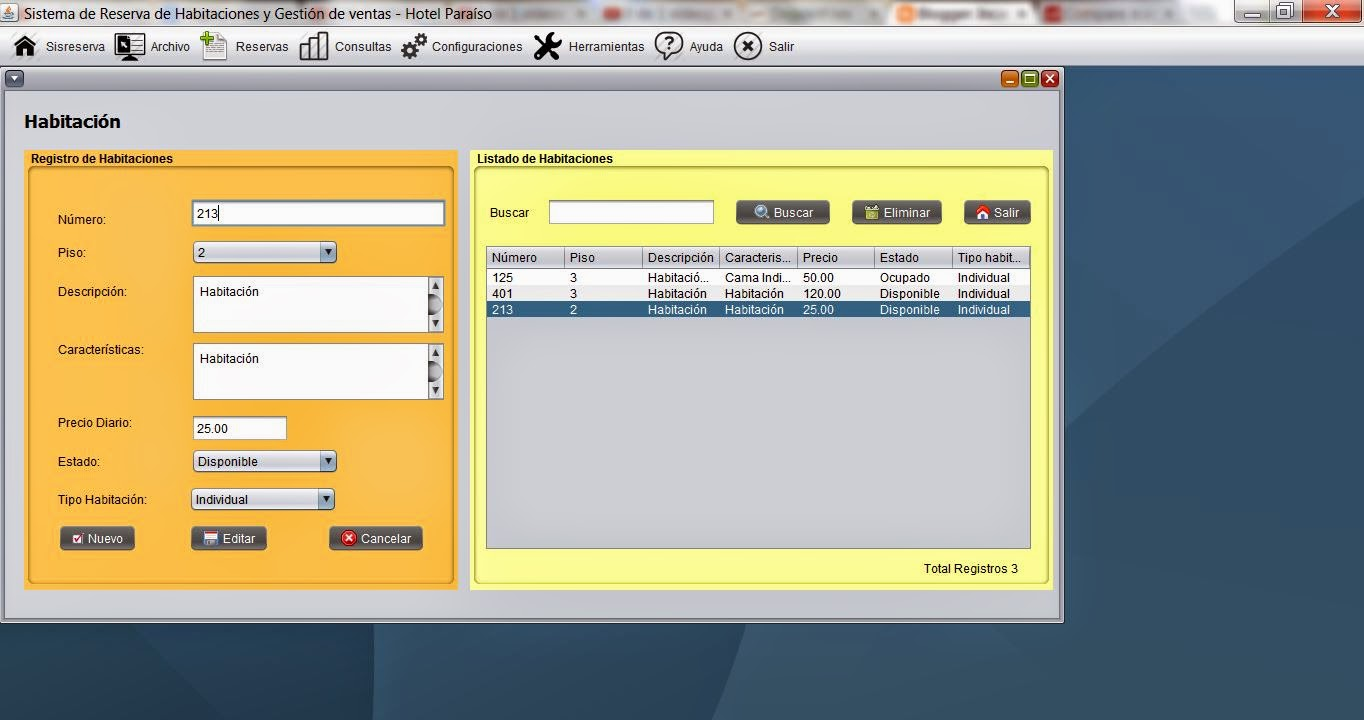 Sistema de Reserva de Habitaciones y Gestión de ventas - Hotel Paraíso
Sisreserva Archivo Reservas Consultas Configuraciones Herramientas Ayuda Salir
Habitación
Registro de Habitaciones
Número: 213
Piso: 2
Descripción: Habitación
Características: Habitación
Precio Diario: 25.00
Estado: Disponible
Tipo Habitación: Individual
Nuevo Editar Cancelar
Listado de Habitaciones
Buscar Buscar Eliminar Salir
Número Piso Descripción Caracteris... Precio Estado Tipo habit...
125 3 Habitació... Cama Indi... 50.00 Ocupado Individual
401 3 Habitación Habitación 120.00 Disponible Individual
213 2 Habitación Habitación 25.00 Disponible Individual
Total Registros 3